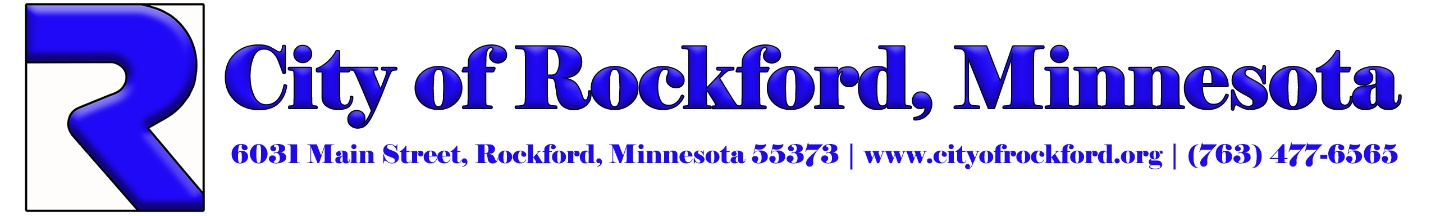 R
City of Rockford, Minnesota
6031 Main Street, Rockford, Minnesota 55373 | www.cityofrockford.org | (763) 477-6565